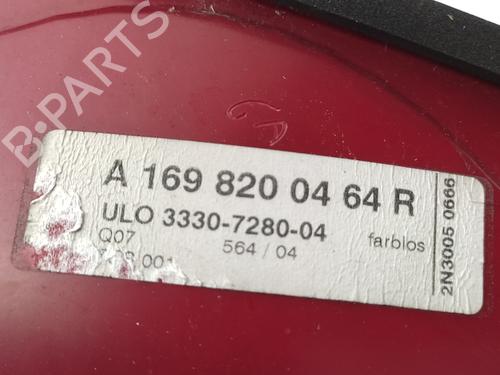 B-PARTS
A 169 820 04 64 R
ULO 3330-7280-04
Q07 564 / 04 farblos
2N3005 0666